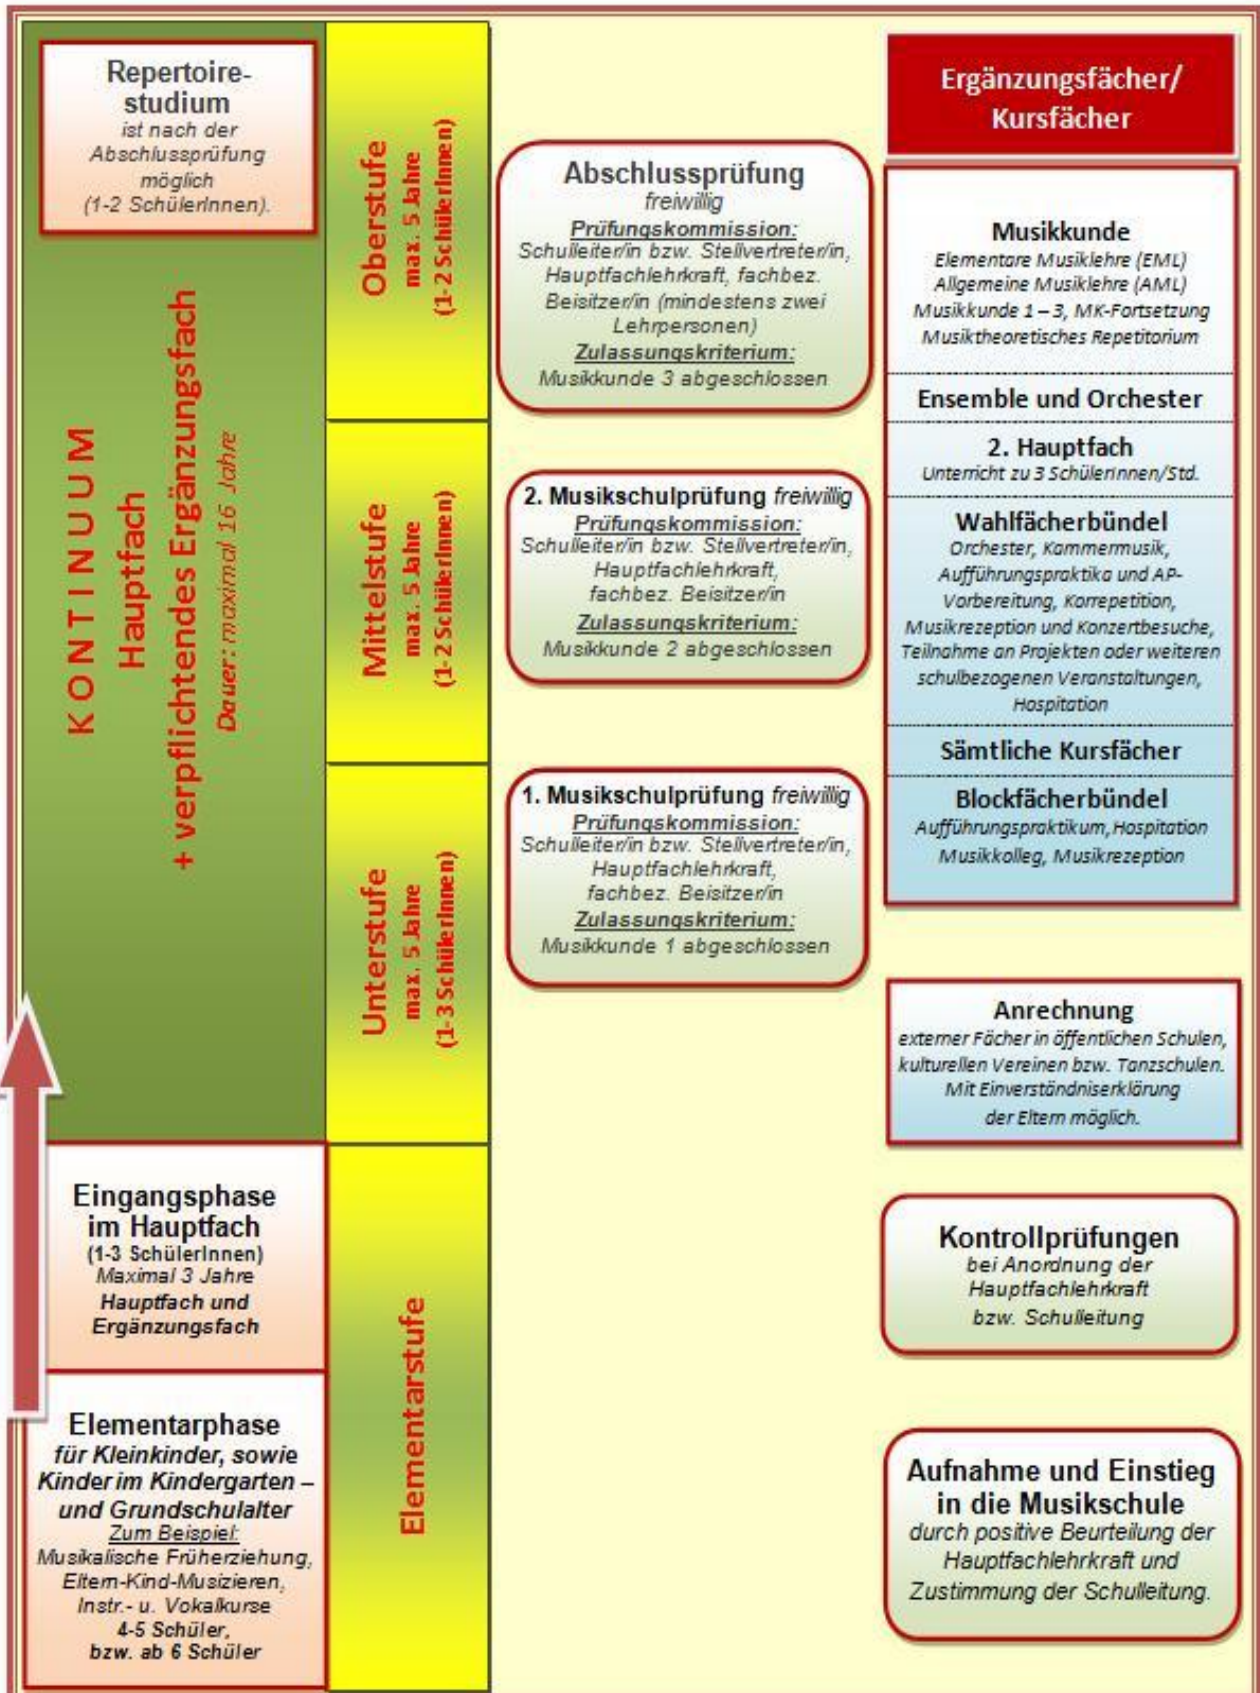 Repertoire-
studium
ist nach der
Abschlussprüfung
möglich
(1-2 SchülerInnen).
KONTINUUM
Hauptfach
+ verpflichtendes Ergänzungsfach
Dauer: maximal 16 Jahre
Eingangsphase
im Hauptfach
(1-3 SchülerInnen)
Maximal 3 Jahre
Hauptfach und
Ergänzungsfach
Elementarphase
für Kleinkinder, sowie
Kinder im Kindergarten –
und Grundschulalter
Zum Beispiel:
Musikalische Früherziehung,
Eltern-Kind-Musizieren,
Instr.- u. Vokalkurse
4-5 Schüler,
bzw. ab 6 Schüler
Oberstufe
max. 5 Jahre
(1-2 SchülerInnen)
Mittelstufe
max. 5 Jahre
(1-2 SchülerInnen)
Unterstufe
max. 5 Jahre
(1-3 SchülerInnen)
Elementarstufe
Abschlussprüfung
freiwillig
Prüfungskommission:
Schulleiter/in bzw. Stellvertreter/in,
Hauptfachlehrkraft, fachbez.
Beisitzer/in (mindestens zwei
Lehrpersonen)
Zulassungskriterium:
Musikkunde 3 abgeschlossen
2. Musikschulprüfung freiwillig
Prüfungskommission:
Schulleiter/in bzw. Stellvertreter/in,
Hauptfachlehrkraft,
fachbez. Beisitzer/in
Zulassungskriterium:
Musikkunde 2 abgeschlossen
1. Musikschulprüfung freiwillig
Prüfungskommission:
Schulleiter/in bzw. Stellvertreter/in,
Hauptfachlehrkraft,
fachbez. Beisitzer/in
Zulassungskriterium:
Musikkunde 1 abgeschlossen
Ergänzungsfächer/
Kursfächer
Musikkunde
Elementare Musiklehre (EML)
Allgemeine Musiklehre (AML)
Musikkunde 1 – 3, MK-Fortsetzung
Musiktheoretisches Repetitorium
Ensemble und Orchester
2. Hauptfach
Unterricht zu 3 SchülerInnen/Std.
Wahlfächerbündel
Orchester, Kammermusik,
Aufführungspraktika und AP-
Vorbereitung, Korrepetition,
Musikrezeption und Konzertbesuche,
Teilnahme an Projekten oder weiteren
schulbezogenen Veranstaltungen,
Hospitation
Sämtliche Kursfächer
Blockfächerbündel
Aufführungspraktikum, Hospitation
Musikkolleg, Musikrezeption
Anrechnung
externer Fächer in öffentlichen Schulen,
kulturellen Vereinen bzw. Tanzschulen.
Mit Einverständniserklärung
der Eltern möglich.
Kontrollprüfungen
bei Anordnung der
Hauptfachlehrkraft
bzw. Schulleitung
Aufnahme und Einstieg
in die Musikschule
durch positive Beurteilung der
Hauptfachlehrkraft und
Zustimmung der Schulleitung.